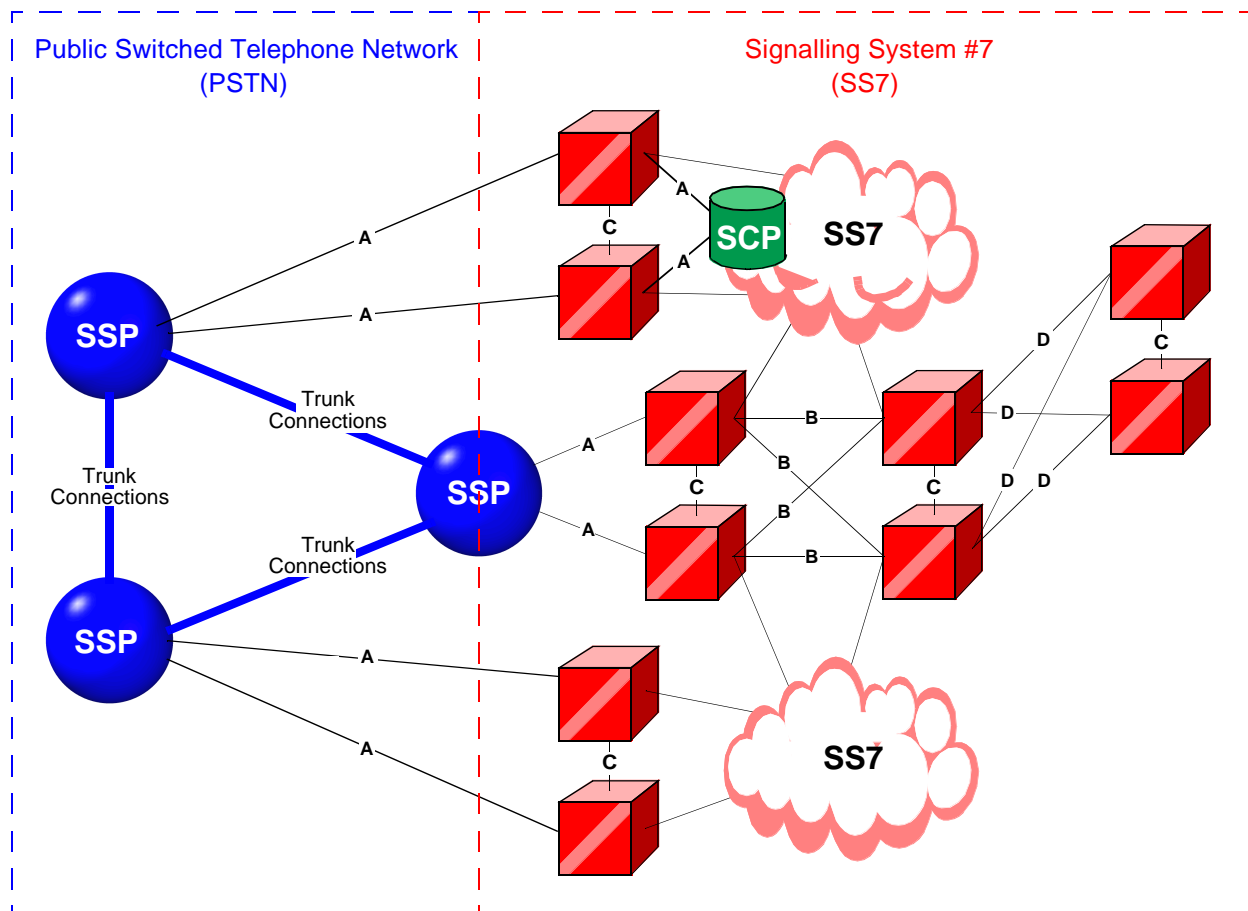 Public Switched Telephone Network
(PSTN)
Signalling System #7
(SS7)
A
SCP
SS7
C
A
A
A
SSP
D
C
Trunk
Connections
A
B
D
Trunk
Connections
SSP
B
C
C
D
D
B
A
B
Trunk
Connections
SSP
A
A
C
SS7